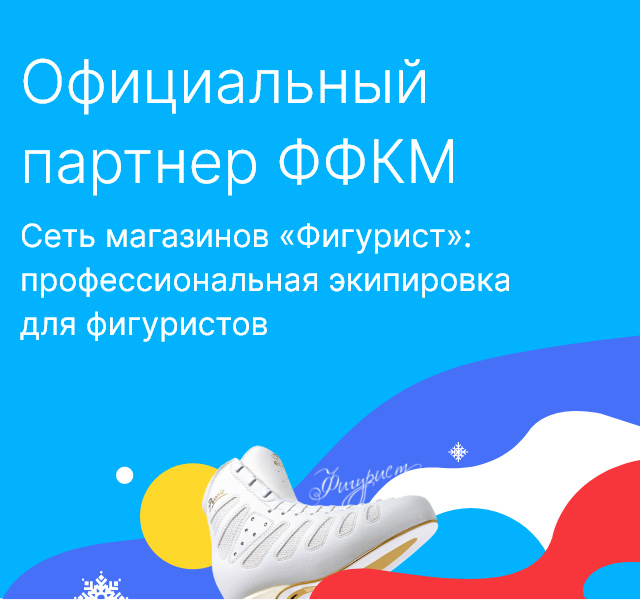 Официальный
партнер ФФКМ
Сеть магазинов «Фигурист»:
профессиональная экипировка
для фигуристов
Фигурист